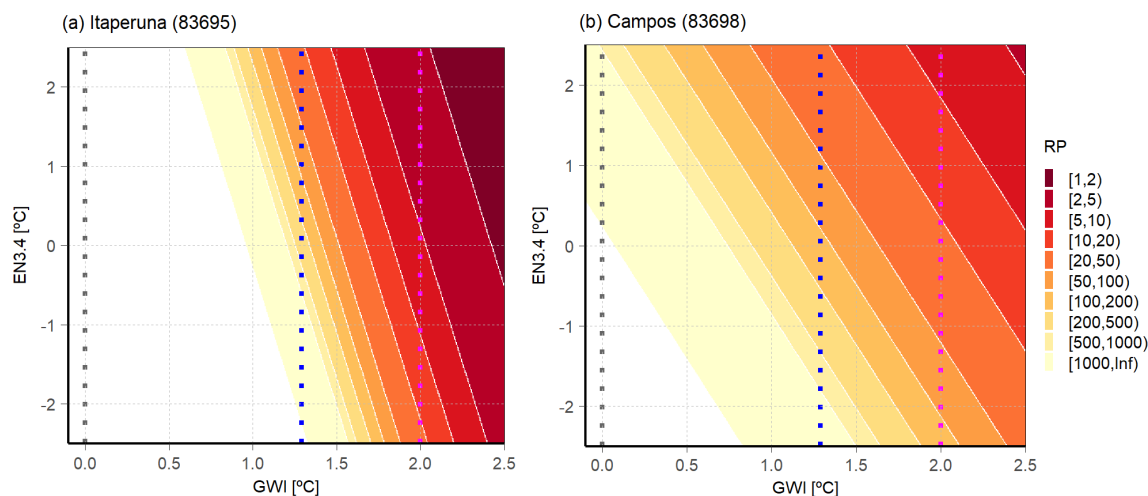 (a) Itaperuna (83695)
(b) Campos (83698)
EN3.4 [ºC]
2
1
0
-1
-2
0.0 0.5 1.0 1.5 2.0 2.5
GWI [ºC]
EN3.4 [ºC]
2
1
0
-1
-2
0.0 0.5 1.0 1.5 2.0 2.5
GWI [ºC]
RP
[1,2)
[2,5)
[5,10)
[10,20)
[20,50)
[50,100)
[100,200)
[200,500)
[500,1000)
[1000,Inf)